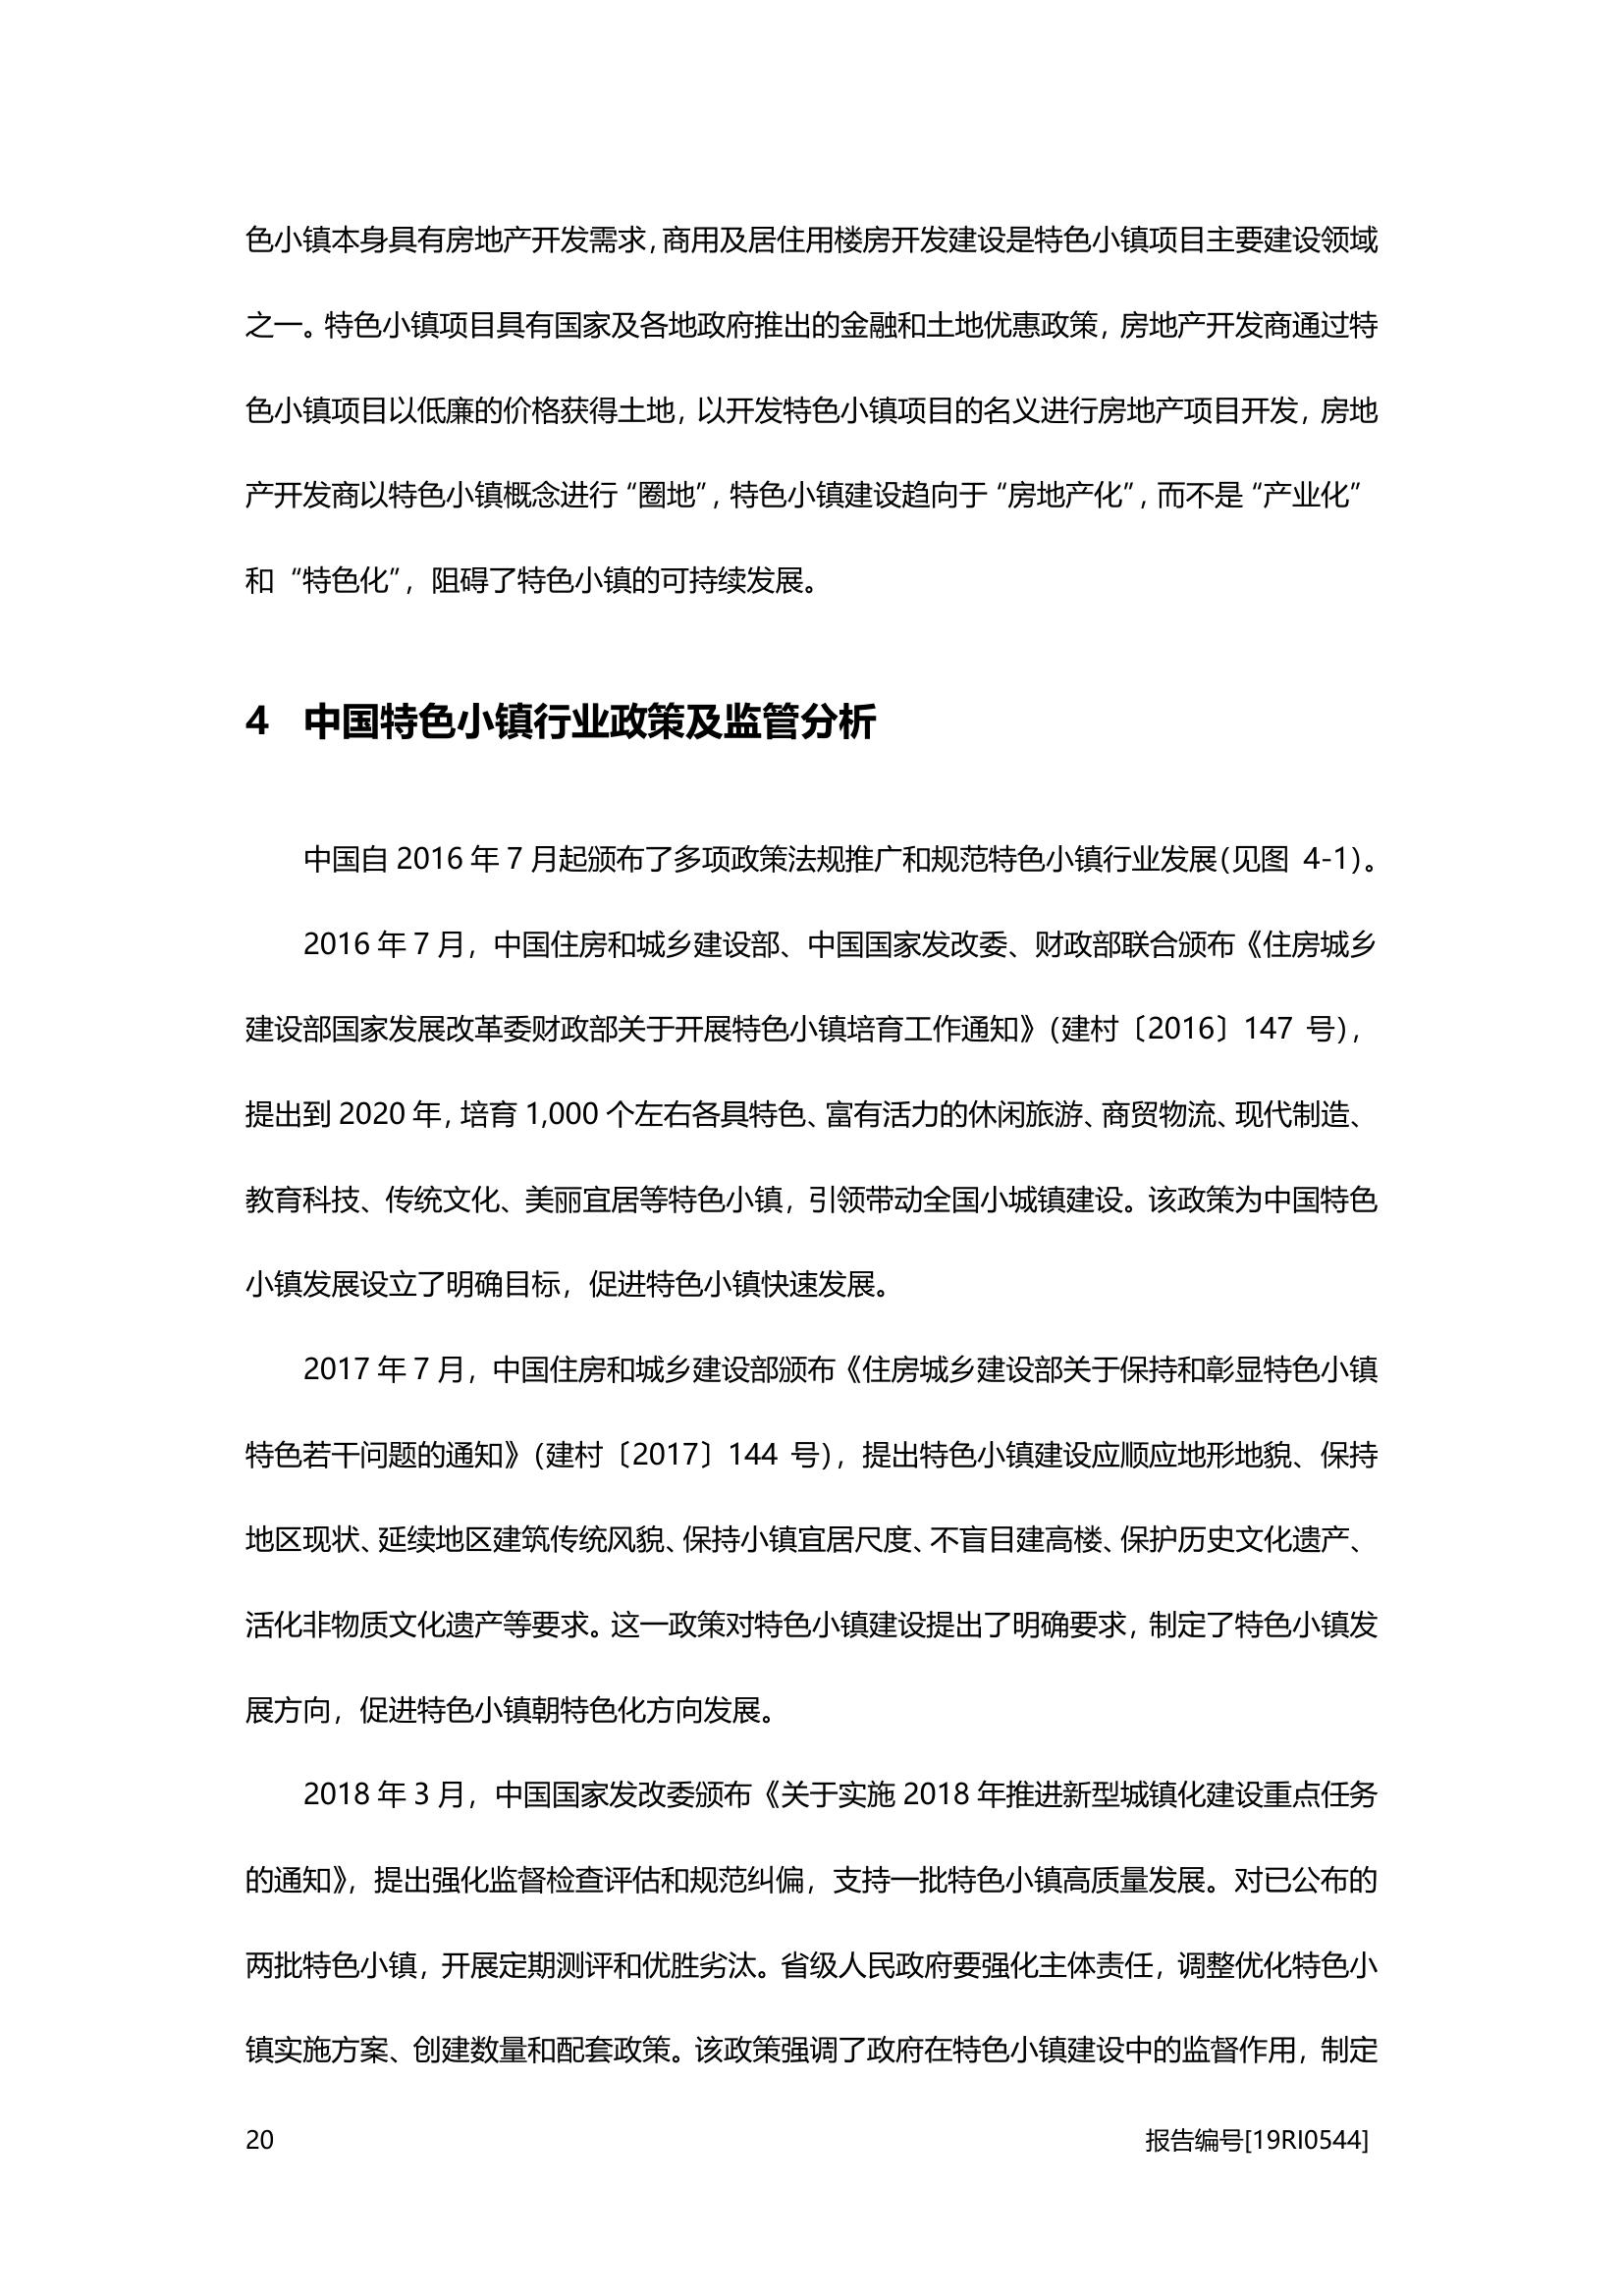 色小镇本身具有房地产开发需求，商用及居住用楼房开发建设是特色小镇项目主要建设领域
之一。特色小镇项目具有国家及各地政府推出的金融和土地优惠政策，房地产开发商通过特
色小镇项目以低廉的价格获得土地，以开发特色小镇项目的名义进行房地产项目开发，房地
产开发商以特色小镇概念进行“圈地”，特色小镇建设趋向于“房地产化”，而不是“产业化”
和“特色化”，阻碍了特色小镇的可持续发展。
4 中国特色小镇行业政策及监管分析
中国自 2016 年 7 月起颁布了多项政策法规推广和规范特色小镇行业发展（见图 4-1）。
2016 年 7 月，中国住房和城乡建设部、中国国家发改委、财政部联合颁布《住房城乡
建设部国家发展改革委财政部关于开展特色小镇培育工作通知》（建村〔2016〕147 号），
提出到 2020 年，培育 1,000 个左右各具特色、富有活力的休闲旅游、商贸物流、现代制造、
教育科技、传统文化、美丽宜居等特色小镇，引领带动全国小城镇建设。该政策为中国特色
小镇发展设立了明确目标，促进特色小镇快速发展。
2017 年 7 月，中国住房和城乡建设部颁布《住房城乡建设部关于保持和彰显特色小镇
特色若干问题的通知》（建村〔2017〕144 号），提出特色小镇建设应顺应地形地貌、保持
地区现状、延续地区建筑传统风貌、保持小镇宜居尺度、不盲目建高楼、保护历史文化遗产、
活化非物质文化遗产等要求。这一政策对特色小镇建设提出了明确要求，制定了特色小镇发
展方向，促进特色小镇朝特色化方向发展。
2018 年 3 月，中国国家发改委颁布《关于实施 2018 年推进新型城镇化建设重点任务
的通知》，提出强化监督检查评估和规范纠偏，支持一批特色小镇高质量发展。对已公布的
两批特色小镇，开展定期测评和优胜劣汰。省级人民政府要强化主体责任，调整优化特色小
镇实施方案、创建数量和配套政策。该政策强调了政府在特色小镇建设中的监督作用，制定
20 报告编号[19RI0544]